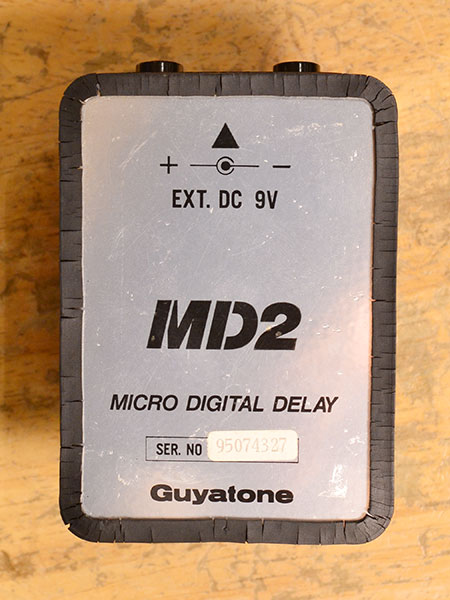 + −
EXT. DC 9V
MD2
MICRO DIGITAL DELAY
SER. NO 95074327
Guyatone